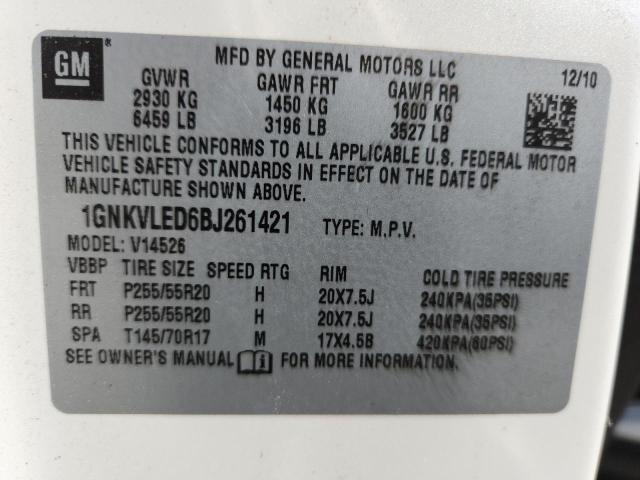 GM
MFD BY GENERAL MOTORS LLC
12/10
GVWR GAWR FRT GAWR RR
2930 KG 1450 KG 1600 KG
6459 LB 3196 LB 3527 LB
THIS VEHICLE CONFORMS TO ALL APPLICABLE U.S. FEDERAL MOTOR
VEHICLE SAFETY STANDARDS IN EFFECT ON THE DATE OF
MANUFACTURE SHOWN ABOVE.
1GNKVLED6BJ261421 TYPE: M.P.V.
MODEL: V14526
VBBP TIRE SIZE SPEED RTG RIM COLD TIRE PRESSURE
FRT P255/55R20 H 20X7.5J 240KPA(35PSI)
RR P255/55R20 H 20X7.5J 240KPA(35PSI)
SPA T145/70R17 M 17X4.5B 420KPA(60PSI)
SEE OWNER'S MANUAL FOR MORE INFORMATION.